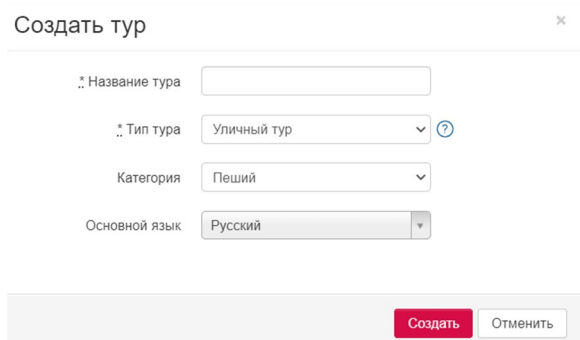 Создать тур ×
* Название тура
* Тип тура Уличный тур ?
Категория Пеший
Основной язык Русский
Создать Отменить